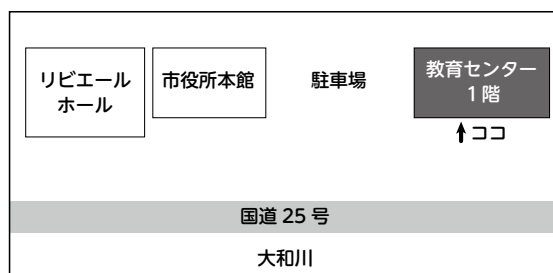 リビエール
ホール
市役所本館
駐車場
教育センター
1階
ココ
国道 25 号
大和川